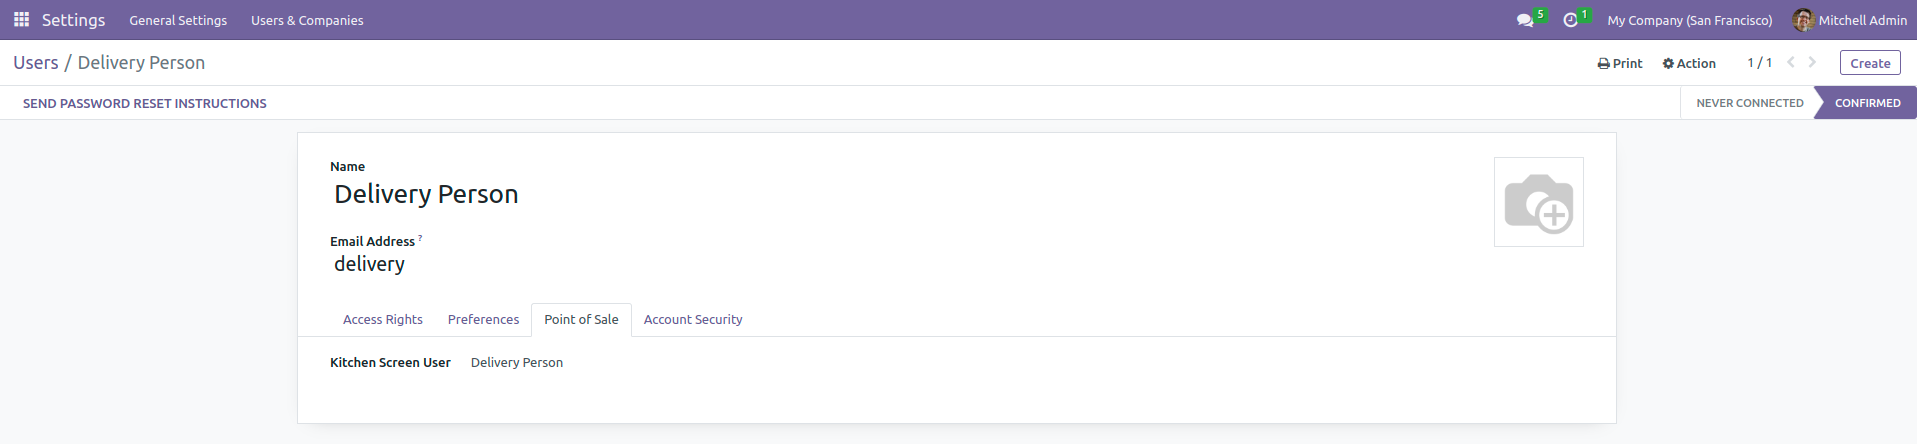 Settings General Settings Users & Companies 5 1 My Company (San Francisco) Mitchell Admin
Users / Delivery Person Print Action 1 / 1 Create
SEND PASSWORD RESET INSTRUCTIONS NEVER CONNECTED CONFIRMED
Name
Delivery Person
Email Address ?
delivery
Access Rights Preferences Point of Sale Account Security
Kitchen Screen User Delivery Person